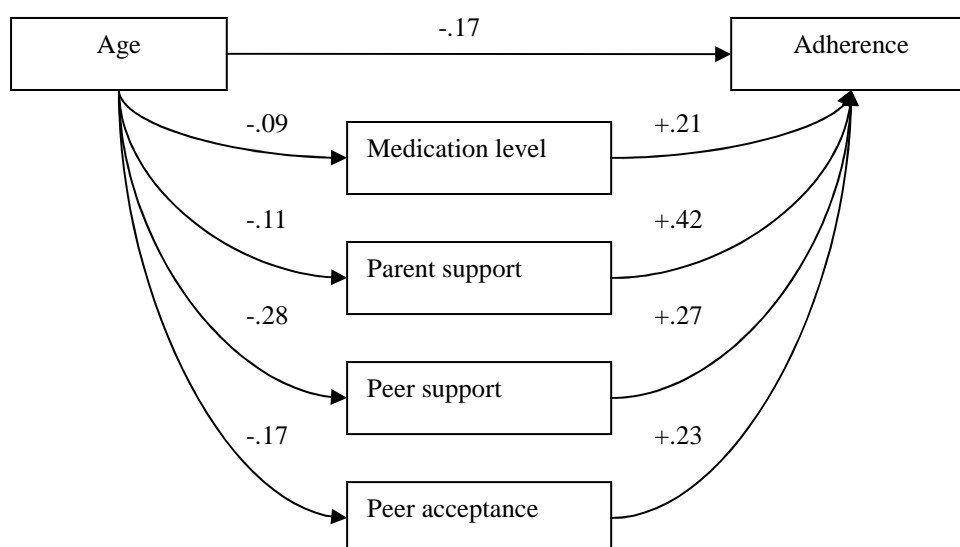 -.17
Age
Adherence
-.09
+.21
Medication level
-.11
+.42
Parent support
-.28
+.27
Peer support
-.17
+.23
Peer acceptance